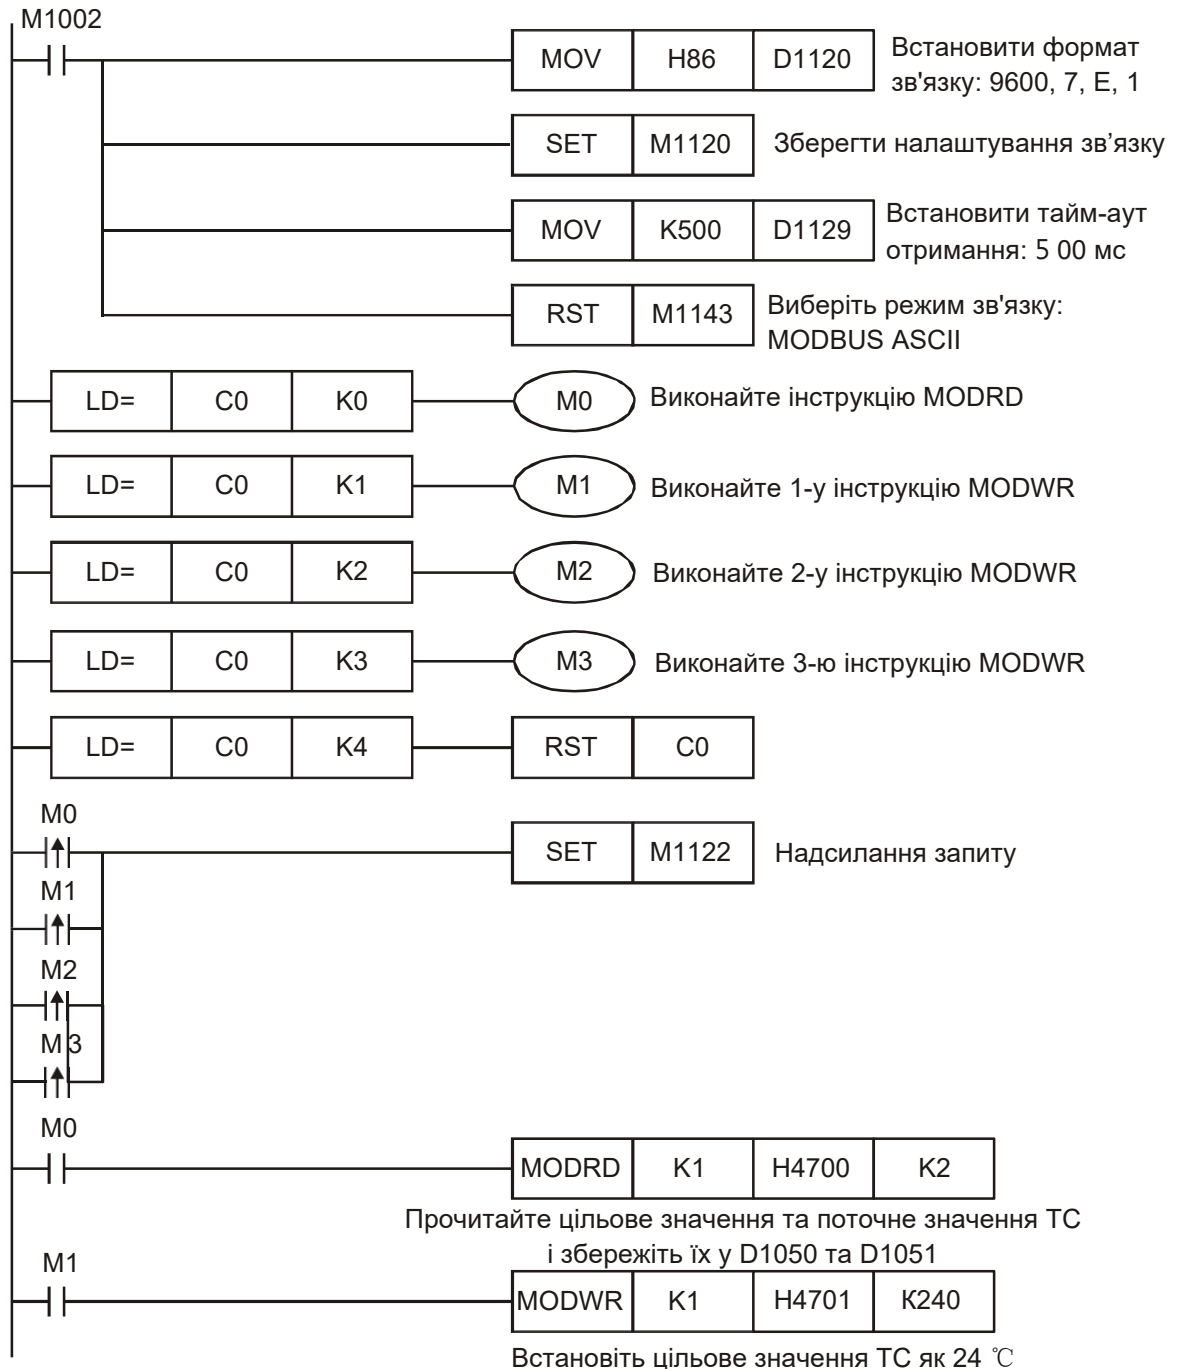 M1002
MOV H86 D1120
Встановити формат
зв'язку: 9600, 7, E, 1
SET M1120
Зберегти налаштування зв’язку
MOV K500 D1129
Встановити тайм-аут
отримання: 5 00 мс
RST M1143
Виберіть режим зв'язку:
MODBUS ASCII
LD= C0 K0 M0 Виконайте інструкцію MODRD
LD= C0 K1 M1 Виконайте 1-у інструкцію MODWR
LD= C0 K2 M2 Виконайте 2-у інструкцію MODWR
LD= C0 K3 M3 Виконайте 3-ю інструкцію MODWR
LD= C0 K4 RST C0
M0
SET M1122 Надсилання запиту
M1
M2
M 3
M0
MODRD K1 H4700 K2
Прочитайте цільове значення та поточне значення ТС
і збережіть їх у D1050 та D1051
M1
MODWR K1 H4701 К240
Встановіть цільове значення ТС як 24 ℃